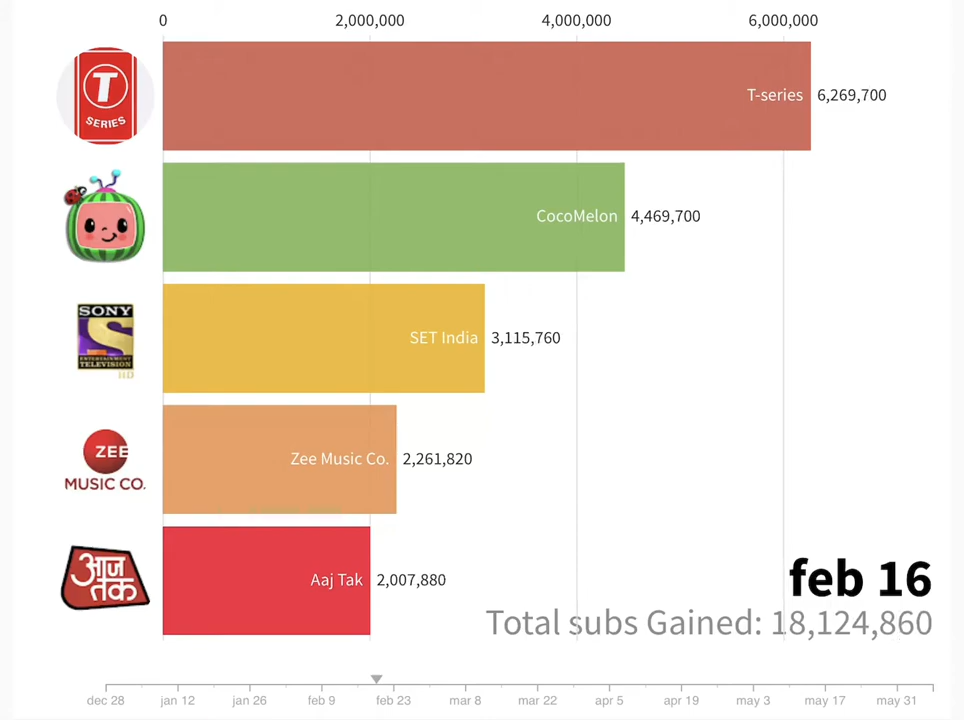 0 2,000,000 4,000,000 6,000,000
T
SERIES
T-series 6,269,700
CocoMelon 4,469,700
SONY
S
ENTERTAINMENT
TELEVISION
HD
SET India 3,115,760
ZEE
MUSIC CO.
Zee Music Co. 2,261,820
आज
तक
Aaj Tak 2,007,880
feb 16
Total subs Gained: 18,124,860
dec 28 jan 12 jan 26 feb 9 feb 23 mar 8 mar 22 apr 5 apr 19 may 3 may 17 may 31